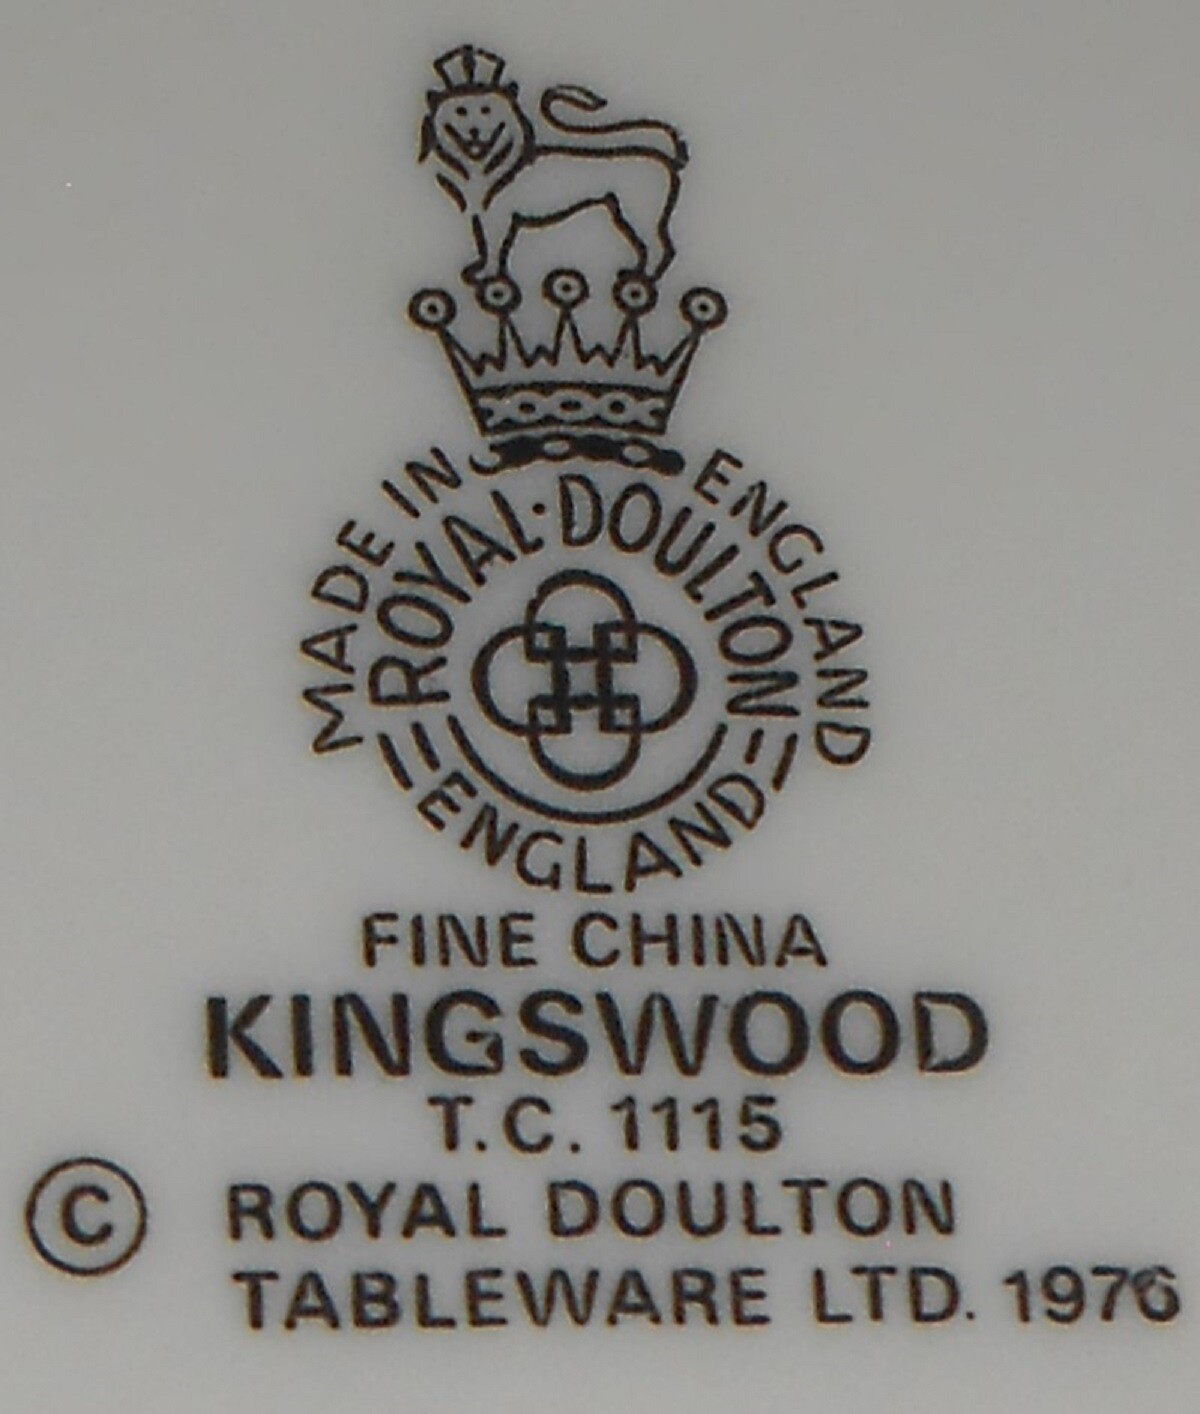 MADE IN ENGLAND
ROYAL · DOULTON
ENGLAND
FINE CHINA
KINGSWOOD
T.C. 1115
© ROYAL DOULTON
TABLEWARE LTD. 1976